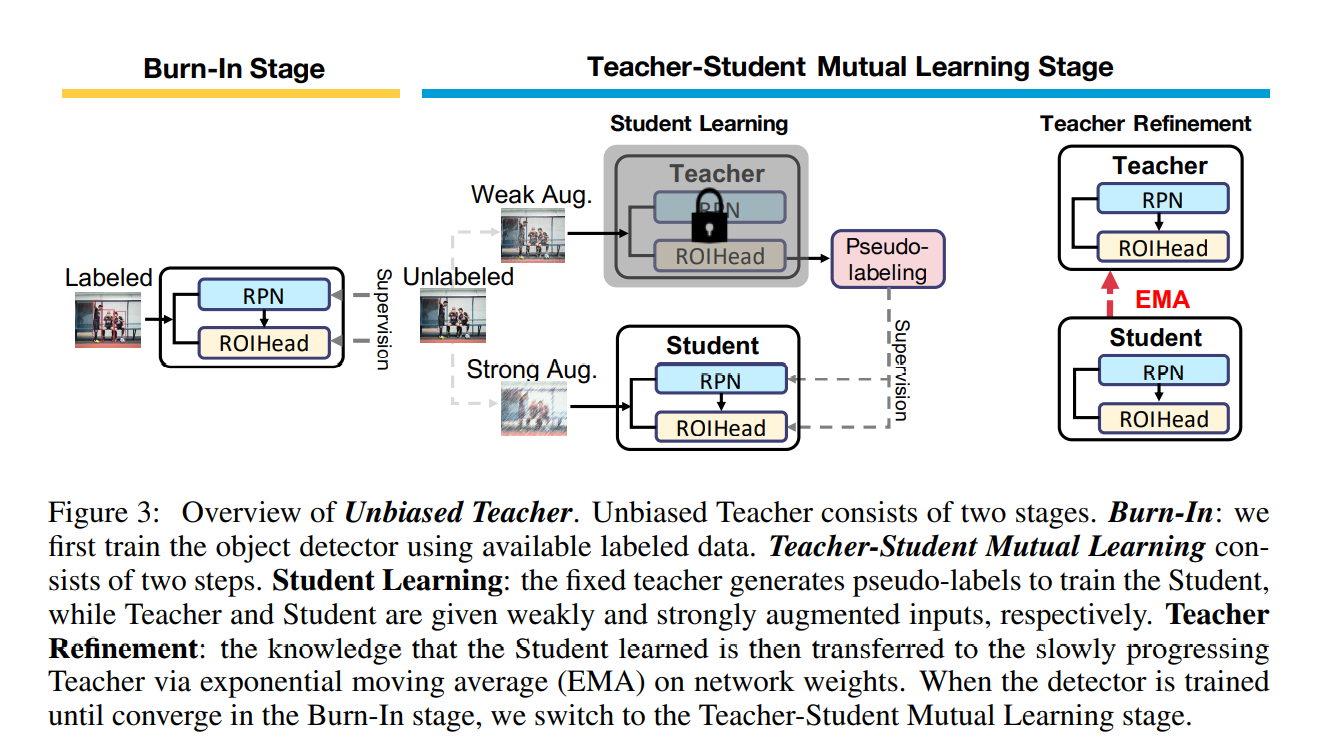 Burn-In Stage
Teacher-Student Mutual Learning Stage
Student Learning
Teacher Refinement
Labeled
RPN
ROIHead
Supervision
Unlabeled
Weak Aug.
Teacher
RPN
ROIHead
Pseudo-
labeling
Strong Aug.
Student
RPN
ROIHead
Supervision
Teacher
RPN
ROIHead
EMA
Student
RPN
ROIHead
Figure 3: Overview of Unbiased Teacher. Unbiased Teacher consists of two stages. Burn-In: we
first train the object detector using available labeled data. Teacher-Student Mutual Learning con-
sists of two steps. Student Learning: the fixed teacher generates pseudo-labels to train the Student,
while Teacher and Student are given weakly and strongly augmented inputs, respectively. Teacher
Refinement: the knowledge that the Student learned is then transferred to the slowly progressing
Teacher via exponential moving average (EMA) on network weights. When the detector is trained
until converge in the Burn-In stage, we switch to the Teacher-Student Mutual Learning stage.